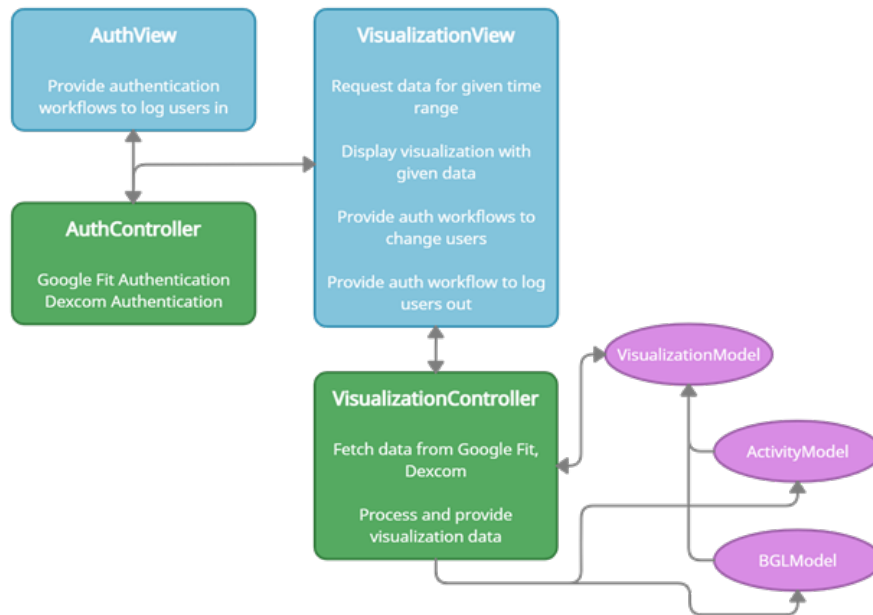 AuthView
Provide authentication
workflows to log users in
VisualizationView
Request data for given time
range
Display visualization with
given data
Provide auth workflows to
change users
Provide auth workflow to log
users out
AuthController
Google Fit Authentication
Dexcom Authentication
VisualizationController
Fetch data from Google Fit,
Dexcom
Process and provide
visualization data
VisualizationModel
ActivityModel
BGLModel